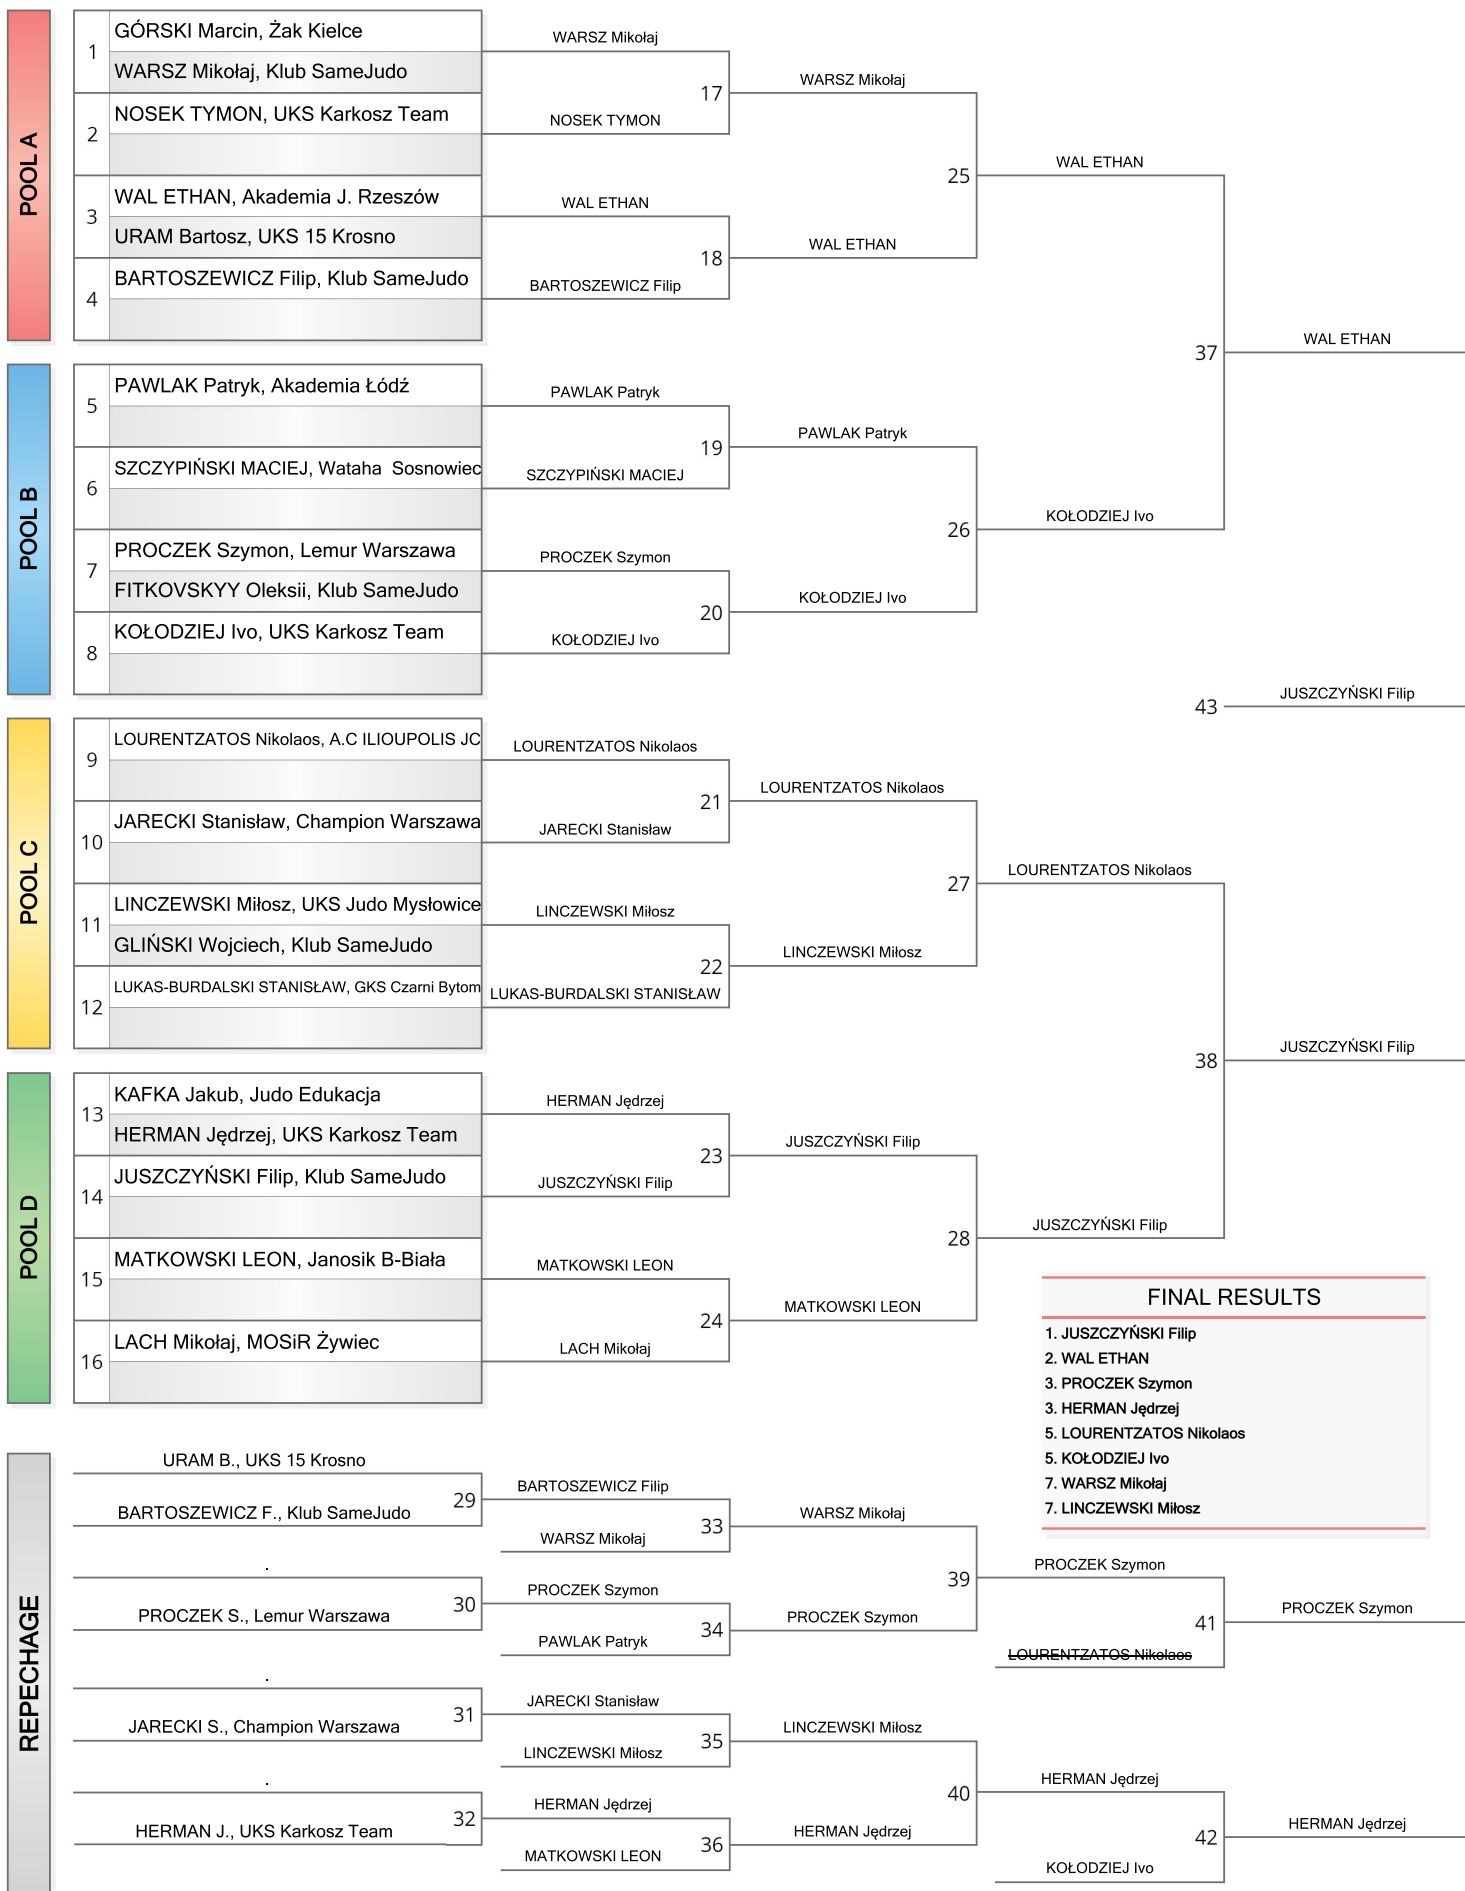 POOL A
1
GÓRSKI Marcin, Żak Kielce
WARSZ Mikołaj, Klub SameJudo
2
NOSEK TYMON, UKS Karkosz Team
3
WAL ETHAN, Akademia J. Rzeszów
URAM Bartosz, UKS 15 Krosno
4
BARTOSZEWICZ Filip, Klub SameJudo
WARSZ Mikołaj
17
NOSEK TYMON
WAL ETHAN
18
BARTOSZEWICZ Filip
WARSZ Mikołaj
25
WAL ETHAN
WAL ETHAN
POOL B
5
PAWLAK Patryk, Akademia Łódź
6
SZCZYPIŃSKI MACIEJ, Wataha  Sosnowiec
7
PROCZEK Szymon, Lemur Warszawa
FITKOVSKYY Oleksii, Klub SameJudo
8
KOŁODZIEJ Ivo, UKS Karkosz Team
PAWLAK Patryk
19
SZCZYPIŃSKI MACIEJ
PROCZEK Szymon
20
KOŁODZIEJ Ivo
PAWLAK Patryk
26
KOŁODZIEJ Ivo
KOŁODZIEJ Ivo
37
WAL ETHAN
43
JUSZCZYŃSKI Filip
POOL C
9
LOURENTZATOS Nikolaos, A.C ILIOUPOLIS JC
10
JARECKI Stanisław, Champion Warszawa
11
LINCZEWSKI Miłosz, UKS Judo Mysłowice
GLIŃSKI Wojciech, Klub SameJudo
12
LUKAS-BURDALSKI STANISŁAW, GKS Czarni Bytom
LOURENTZATOS Nikolaos
21
JARECKI Stanisław
LINCZEWSKI Miłosz
22
LUKAS-BURDALSKI STANISŁAW
LOURENTZATOS Nikolaos
27
LINCZEWSKI Miłosz
LOURENTZATOS Nikolaos
38
JUSZCZYŃSKI Filip
POOL D
13
KAFKA Jakub, Judo Edukacja
HERMAN Jędrzej, UKS Karkosz Team
14
JUSZCZYŃSKI Filip, Klub SameJudo
15
MATKOWSKI LEON, Janosik B-Biała
16
LACH Mikołaj, MOSiR Żywiec
HERMAN Jędrzej
23
JUSZCZYŃSKI Filip
MATKOWSKI LEON
24
LACH Mikołaj
JUSZCZYŃSKI Filip
28
MATKOWSKI LEON
JUSZCZYŃSKI Filip
FINAL RESULTS
1. JUSZCZYŃSKI Filip
2. WAL ETHAN
3. PROCZEK Szymon
3. HERMAN Jędrzej
5. LOURENTZATOS Nikolaos
5. KOŁODZIEJ Ivo
7. WARSZ Mikołaj
7. LINCZEWSKI Miłosz
REPECHAGE
URAM B., UKS 15 Krosno
29
BARTOSZEWICZ F., Klub SameJudo
.
30
PROCZEK S., Lemur Warszawa
.
31
JARECKI S., Champion Warszawa
.
32
HERMAN J., UKS Karkosz Team
BARTOSZEWICZ Filip
33
WARSZ Mikołaj
PROCZEK Szymon
34
PAWLAK Patryk
JARECKI Stanisław
35
LINCZEWSKI Miłosz
HERMAN Jędrzej
36
MATKOWSKI LEON
WARSZ Mikołaj
39
PROCZEK Szymon
LINCZEWSKI Miłosz
40
HERMAN Jędrzej
PROCZEK Szymon
41
LOURENTZATOS Nikolaos
HERMAN Jędrzej
42
KOŁODZIEJ Ivo
PROCZEK Szymon
HERMAN Jędrzej